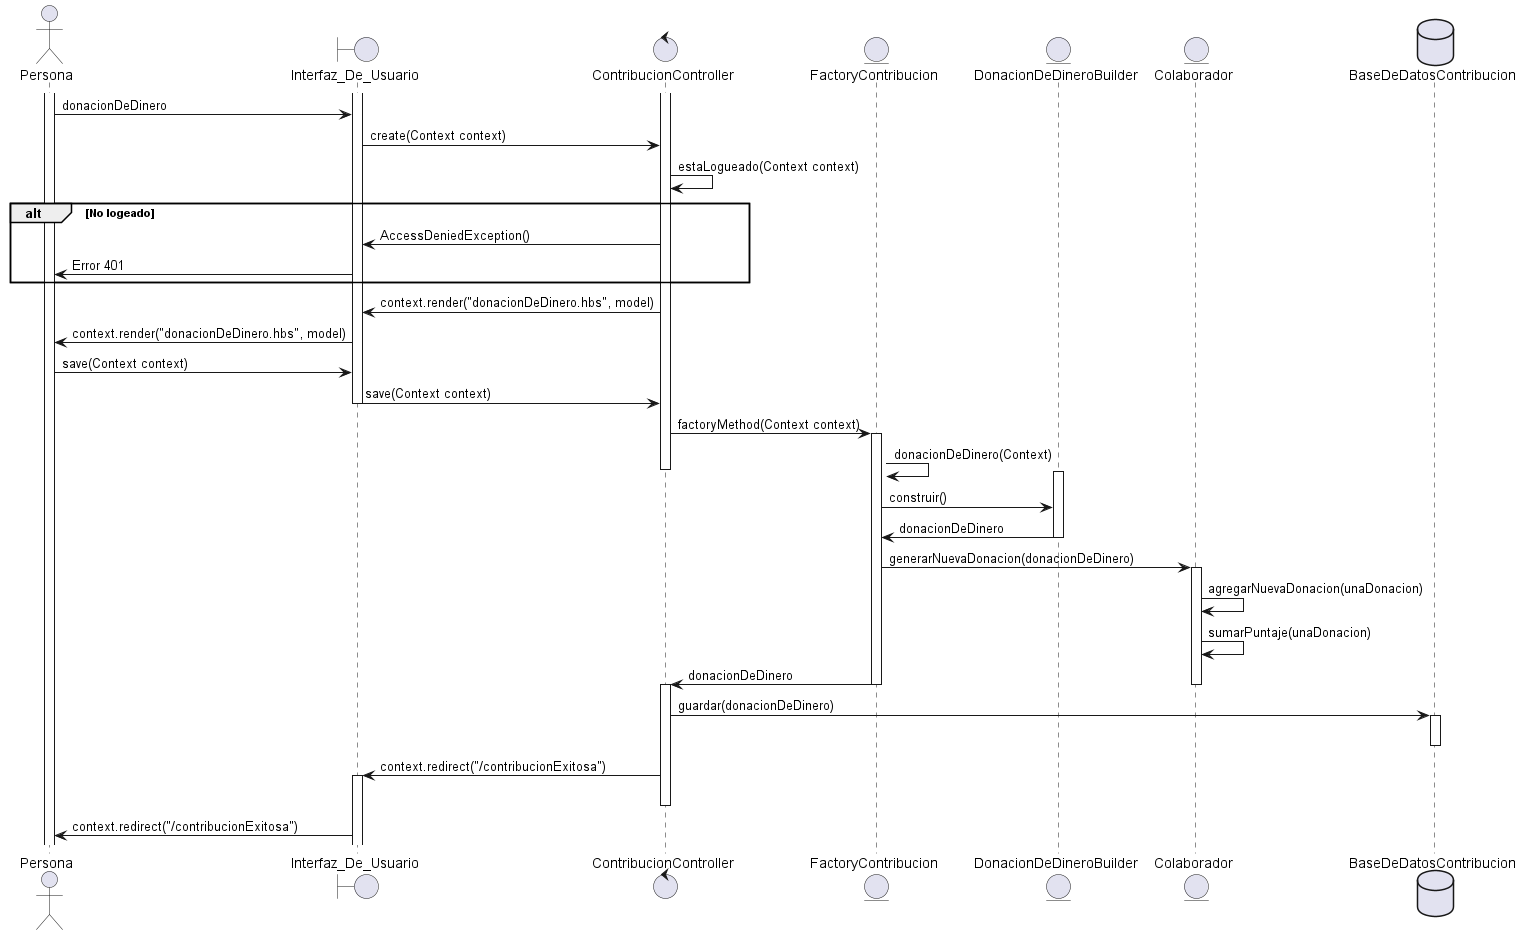 Persona
Interfaz_De_Usuario
ContribucionController
FactoryContribucion
DonacionDeDineroBuilder
Colaborador
BaseDeDatosContribucion
donacionDeDinero
create(Context context)
estaLogueado(Context context)
alt
[No logeado]
AccessDeniedException()
Error 401
context.render("donacionDeDinero.hbs", model)
context.render("donacionDeDinero.hbs", model)
save(Context context)
save(Context context)
factoryMethod(Context context)
donacionDeDinero(Context)
construir()
donacionDeDinero
generarNuevaDonacion(donacionDeDinero)
agregarNuevaDonacion(unaDonacion)
sumarPuntaje(unaDonacion)
donacionDeDinero
guardar(donacionDeDinero)
context.redirect("/contribucionExitosa")
context.redirect("/contribucionExitosa")
Persona
Interfaz_De_Usuario
ContribucionController
FactoryContribucion
DonacionDeDineroBuilder
Colaborador
BaseDeDatosContribucion